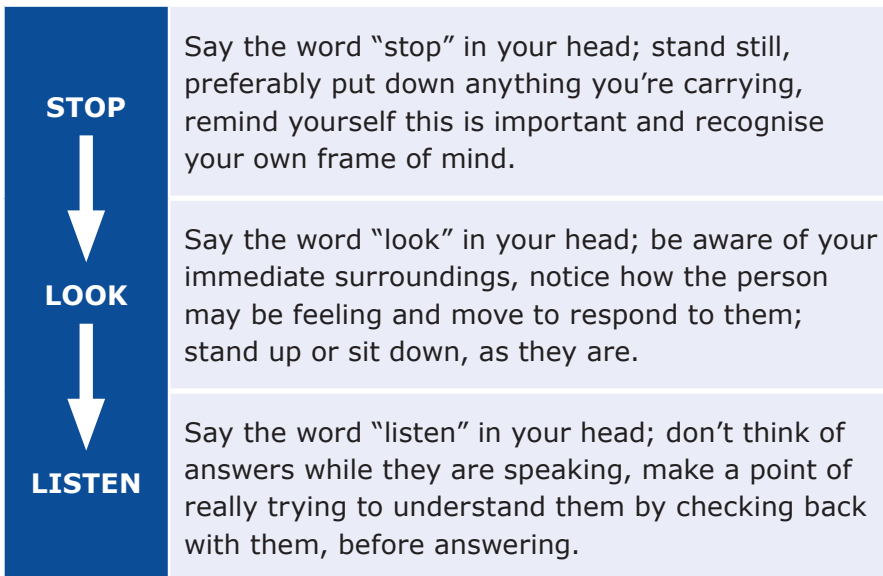 STOP
Say the word “stop” in your head; stand still,
preferably put down anything you’re carrying,
remind yourself this is important and recognise
your own frame of mind.
LOOK
Say the word “look” in your head; be aware of your
immediate surroundings, notice how the person
may be feeling and move to respond to them;
stand up or sit down, as they are.
LISTEN
Say the word “listen” in your head; don’t think of
answers while they are speaking, make a point of
really trying to understand them by checking back
with them, before answering.